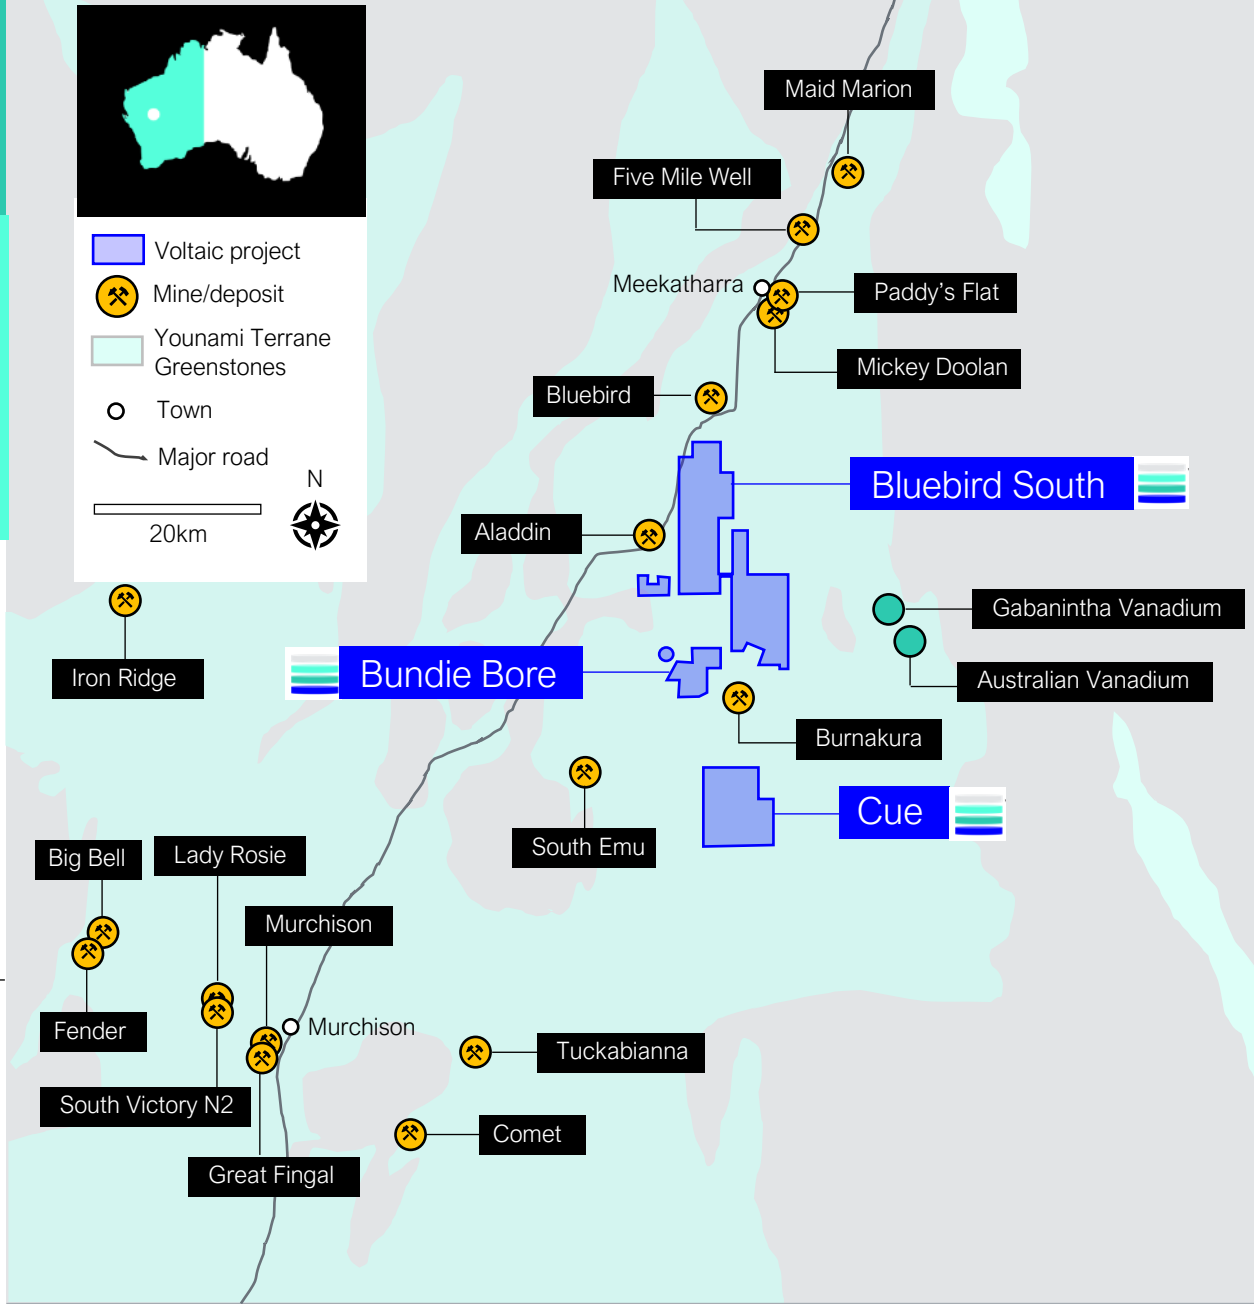 Maid Marion
Five Mile Well
Voltaic project
Mine/deposit
Meekatharra
Paddy's Flat
Younami Terrane
Greenstones
Mickey Doolan
Bluebird
Town
Major road
N
Bluebird South
20km
Aladdin
Gabanintha Vanadium
Iron Ridge
Bundie Bore
Australian Vanadium
Burnakura
Cue
South Emu
Big Bell
Lady Rosie
Murchison
Fender
Murchison
Tuckabianna
South Victory N2
Comet
Great Fingal